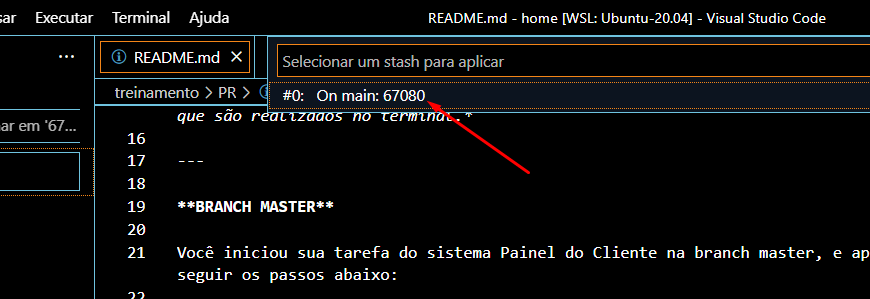 sar Executar Terminal Ajuda README.md - home [WSL: Ubuntu-20.04] - Visual Studio Code
··· README.md
Selecionar um stash para aplicar
treinamento > PR >
#0: On main: 67080
nar em '67...
que são realizados no terminal.*
16
17 ---
18
19 **BRANCH MASTER**
20
21 Você iniciou sua tarefa do sistema Painel do Cliente na branch master, e ap
seguir os passos abaixo:
22